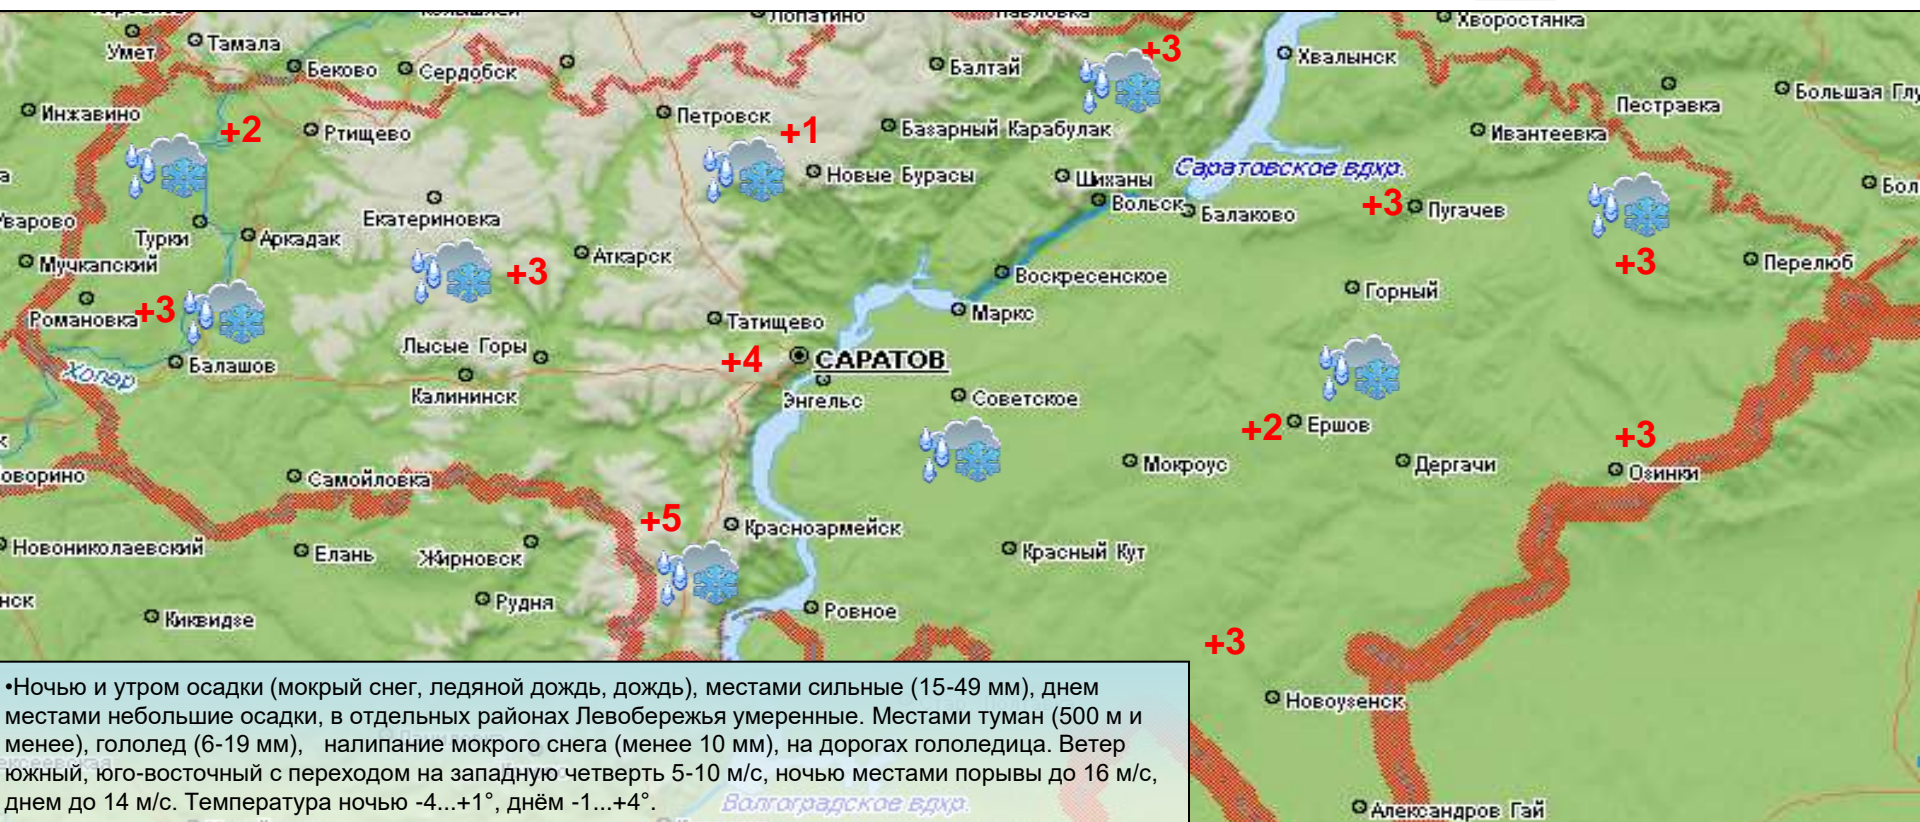 Лопатино
Хворостянка
Умет
Тамала
Беково
Сердобск
Балтай
+3
Хвалынск
Пестравка
Большая Глу
Инжавино
+2
Ртищево
Петровск
+1
Базарный Карабулак
Ивантеевка
Новые Бурасы
Шиханы
Саратовское вдхр.
Бол
Уварово
Екатериновка
Вольск
Балаково
+3
Пугачев
Турки
Аркадак
Аткарск
Мучкапский
+3
Воскресенское
+3
Перелюб
Горный
Романовка
+3
Татищево
Маркс
Лысые Горы
+4
САРАТОВ
Хопер
Балашов
Калининск
Энгельс
Советское
+2
Ершов
+3
оворино
Самойловка
Мокроус
Дергачи
Озинки
+5
Красноармейск
Новониколаевский
Елань
Жирновск
Красный Кут
нск
Киквидзе
Рудня
Ровное
+3
Новоузенск
•Ночью и утром осадки (мокрый снег, ледяной дождь, дождь), местами сильные (15-49 мм), днем
местами небольшие осадки, в отдельных районах Левобережья умеренные. Местами туман (500 м и
менее), гололед (6-19 мм), налипание мокрого снега (менее 10 мм), на дорогах гололедица. Ветер
южный, юго-восточный с переходом на западную четверть 5-10 м/с, ночью местами порывы до 16 м/с,
днем до 14 м/с. Температура ночью -4...+1°, днём -1...+4°.
Волгоградское вдхр.
Александров Гай